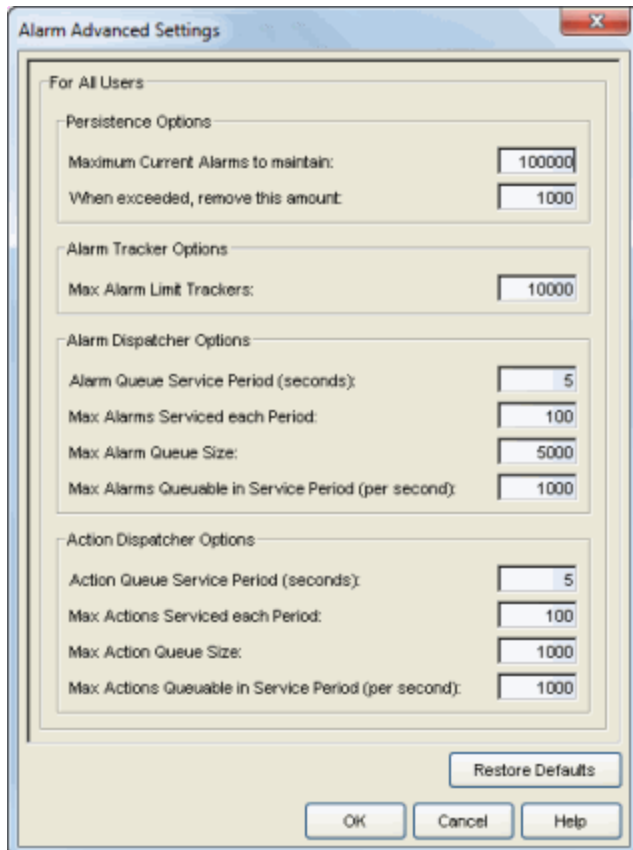 Alarm Advanced Settings
For All Users
Persistence Options
Maximum Current Alarms to maintain: 100000
When exceeded, remove this amount: 1000
Alarm Tracker Options
Max Alarm Limit Trackers: 10000
Alarm Dispatcher Options
Alarm Queue Service Period (seconds): 5
Max Alarms Serviced each Period: 100
Max Alarm Queue Size: 5000
Max Alarms Queuable in Service Period (per second): 1000
Action Dispatcher Options
Action Queue Service Period (seconds): 5
Max Actions Serviced each Period: 100
Max Action Queue Size: 1000
Max Actions Queuable in Service Period (per second): 1000
Restore Defaults
OK Cancel Help